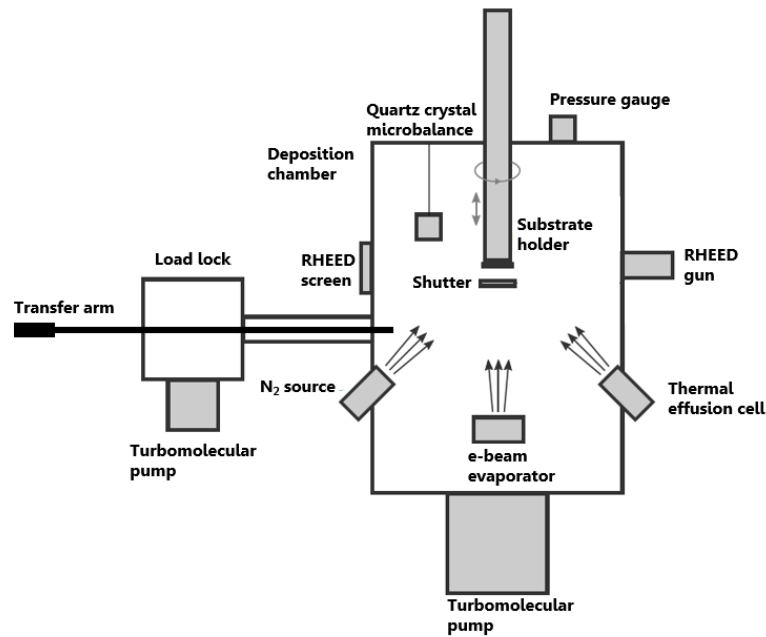 Pressure gauge
Quartz crystal
microbalance
Deposition
chamber
Substrate
holder
RHEED
screen
RHEED
gun
Load lock
Shutter
Transfer arm
N₂ source
Thermal
effusion cell
Turbomolecular
pump
e-beam
evaporator
Turbomolecular
pump